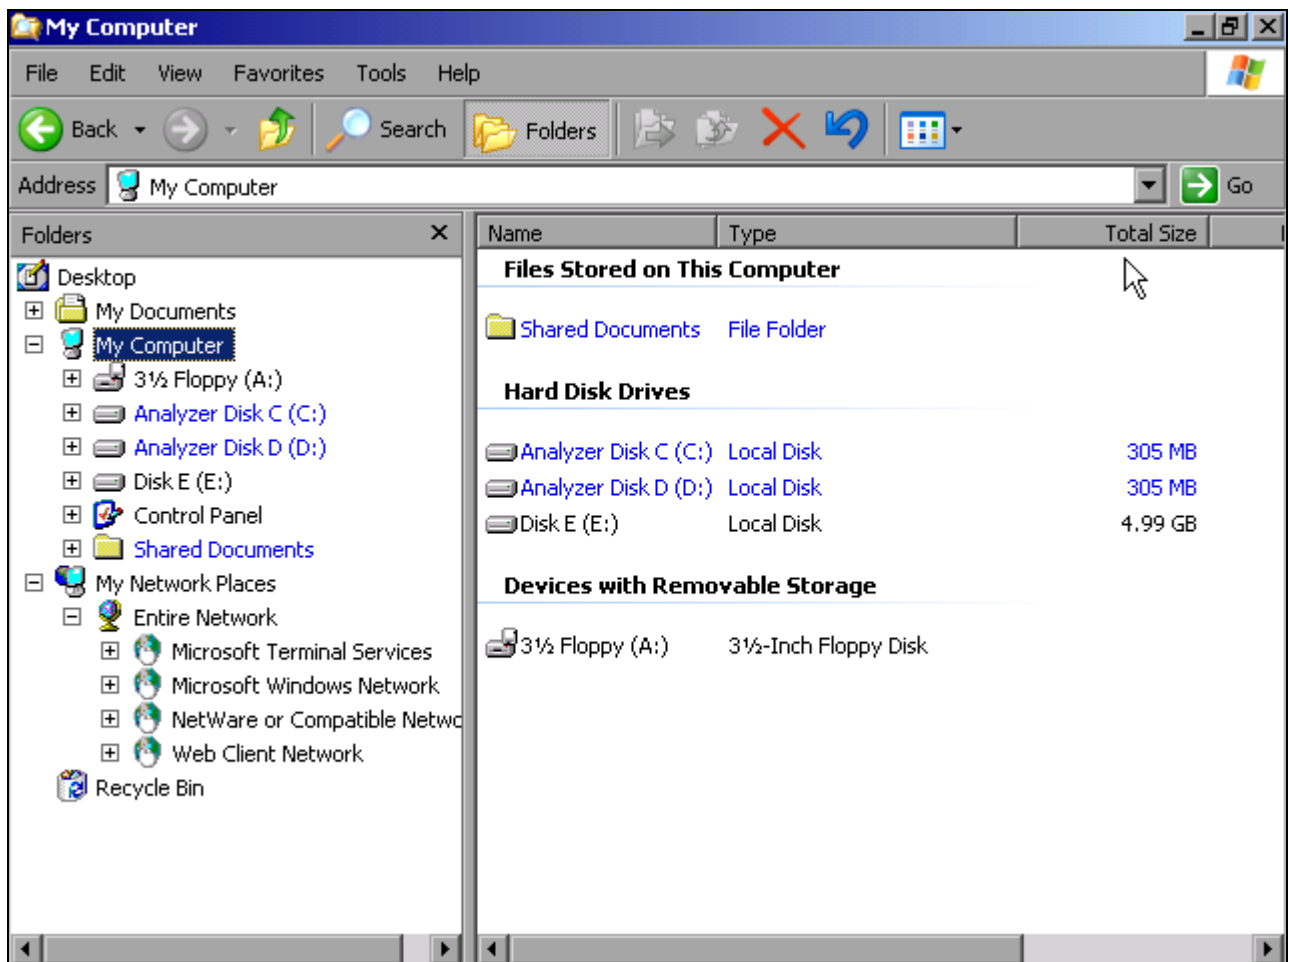 My Computer
File Edit View Favorites Tools Help
Back Search Folders
Address My Computer Go
Folders
Desktop
My Documents
My Computer
3½ Floppy (A:)
Analyzer Disk C (C:)
Analyzer Disk D (D:)
Disk E (E:)
Control Panel
Shared Documents
My Network Places
Entire Network
Microsoft Terminal Services
Microsoft Windows Network
NetWare or Compatible Netwo
Web Client Network
Recycle Bin
Name Type Total Size
Files Stored on This Computer
Shared Documents File Folder
Hard Disk Drives
Analyzer Disk C (C:) Local Disk 305 MB
Analyzer Disk D (D:) Local Disk 305 MB
Disk E (E:) Local Disk 4.99 GB
Devices with Removable Storage
3½ Floppy (A:) 3½-Inch Floppy Disk